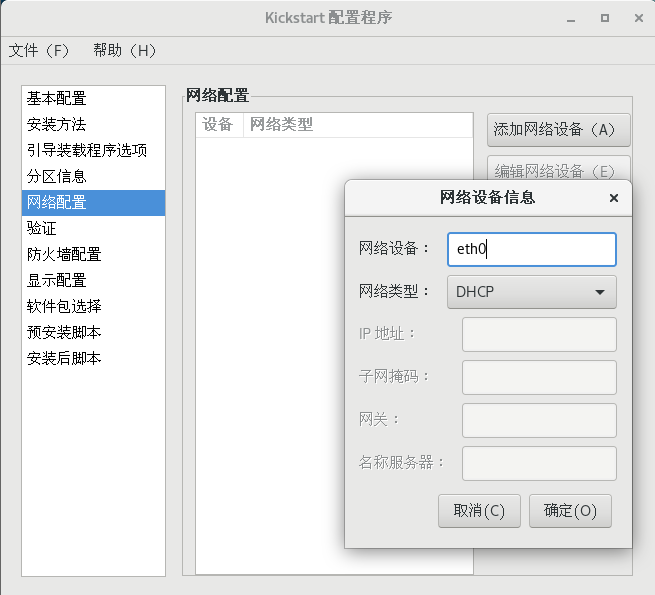 Kickstart 配置程序
文件（F） 帮助（H）
基本配置
安装方法
引导装载程序选项
分区信息
网络配置
验证
防火墙配置
显示配置
软件包选择
预安装脚本
安装后脚本
网络配置
设备 网络类型
添加网络设备（A）
编辑网络设备（E）
网络设备信息
网络设备： eth0
网络类型： DHCP
IP 地址：
子网掩码：
网关：
名称服务器：
取消(C) 确定(O)